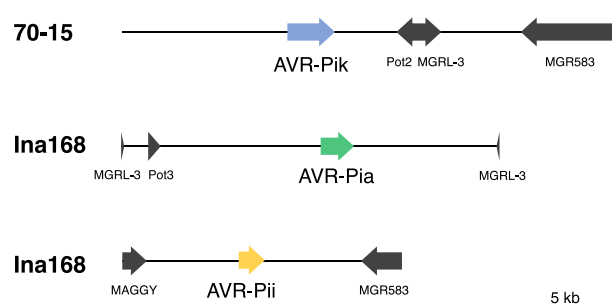 70-15
AVR-Pik
Pot2 MGRL-3 MGR583
Ina168
MGRL-3 Pot3 AVR-Pia MGRL-3
Ina168
MAGGY AVR-Pii MGR583
5 kb